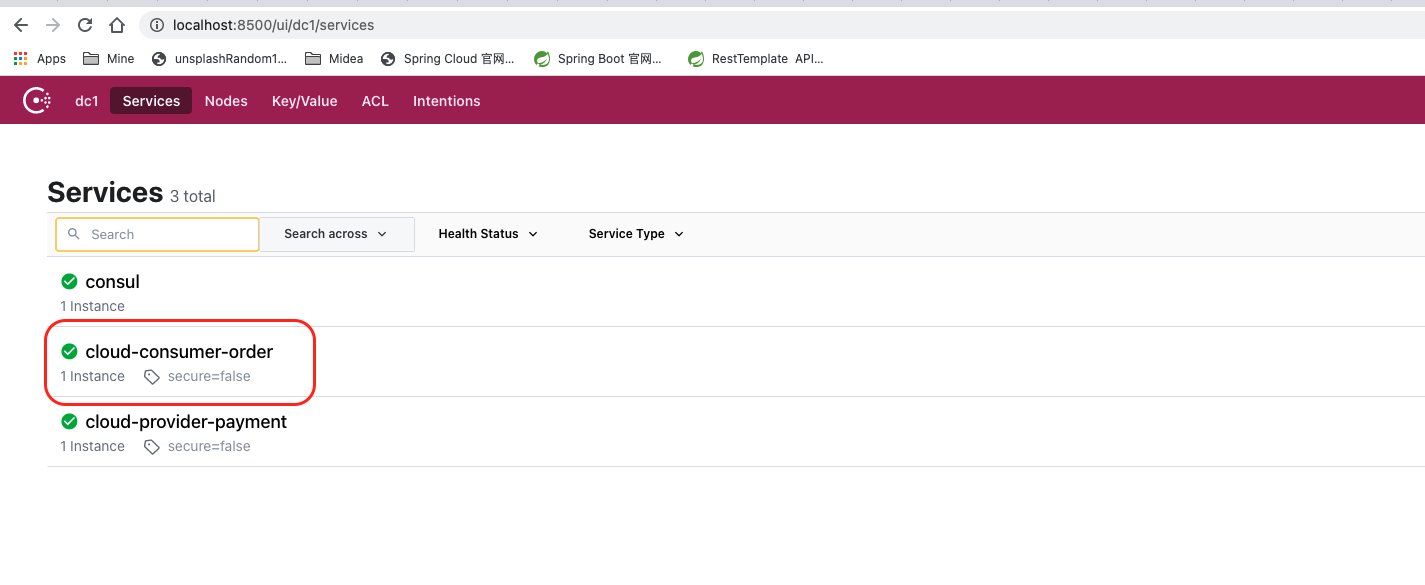 localhost:8500/ui/dc1/services
Apps Mine unsplashRandom1... Midea Spring Cloud 官网... Spring Boot 官网... RestTemplate API...
dc1 Services Nodes Key/Value ACL Intentions
Services 3 total
Search Search across Health Status Service Type
consul
1 Instance
cloud-consumer-order
1 Instance secure=false
cloud-provider-payment
1 Instance secure=false